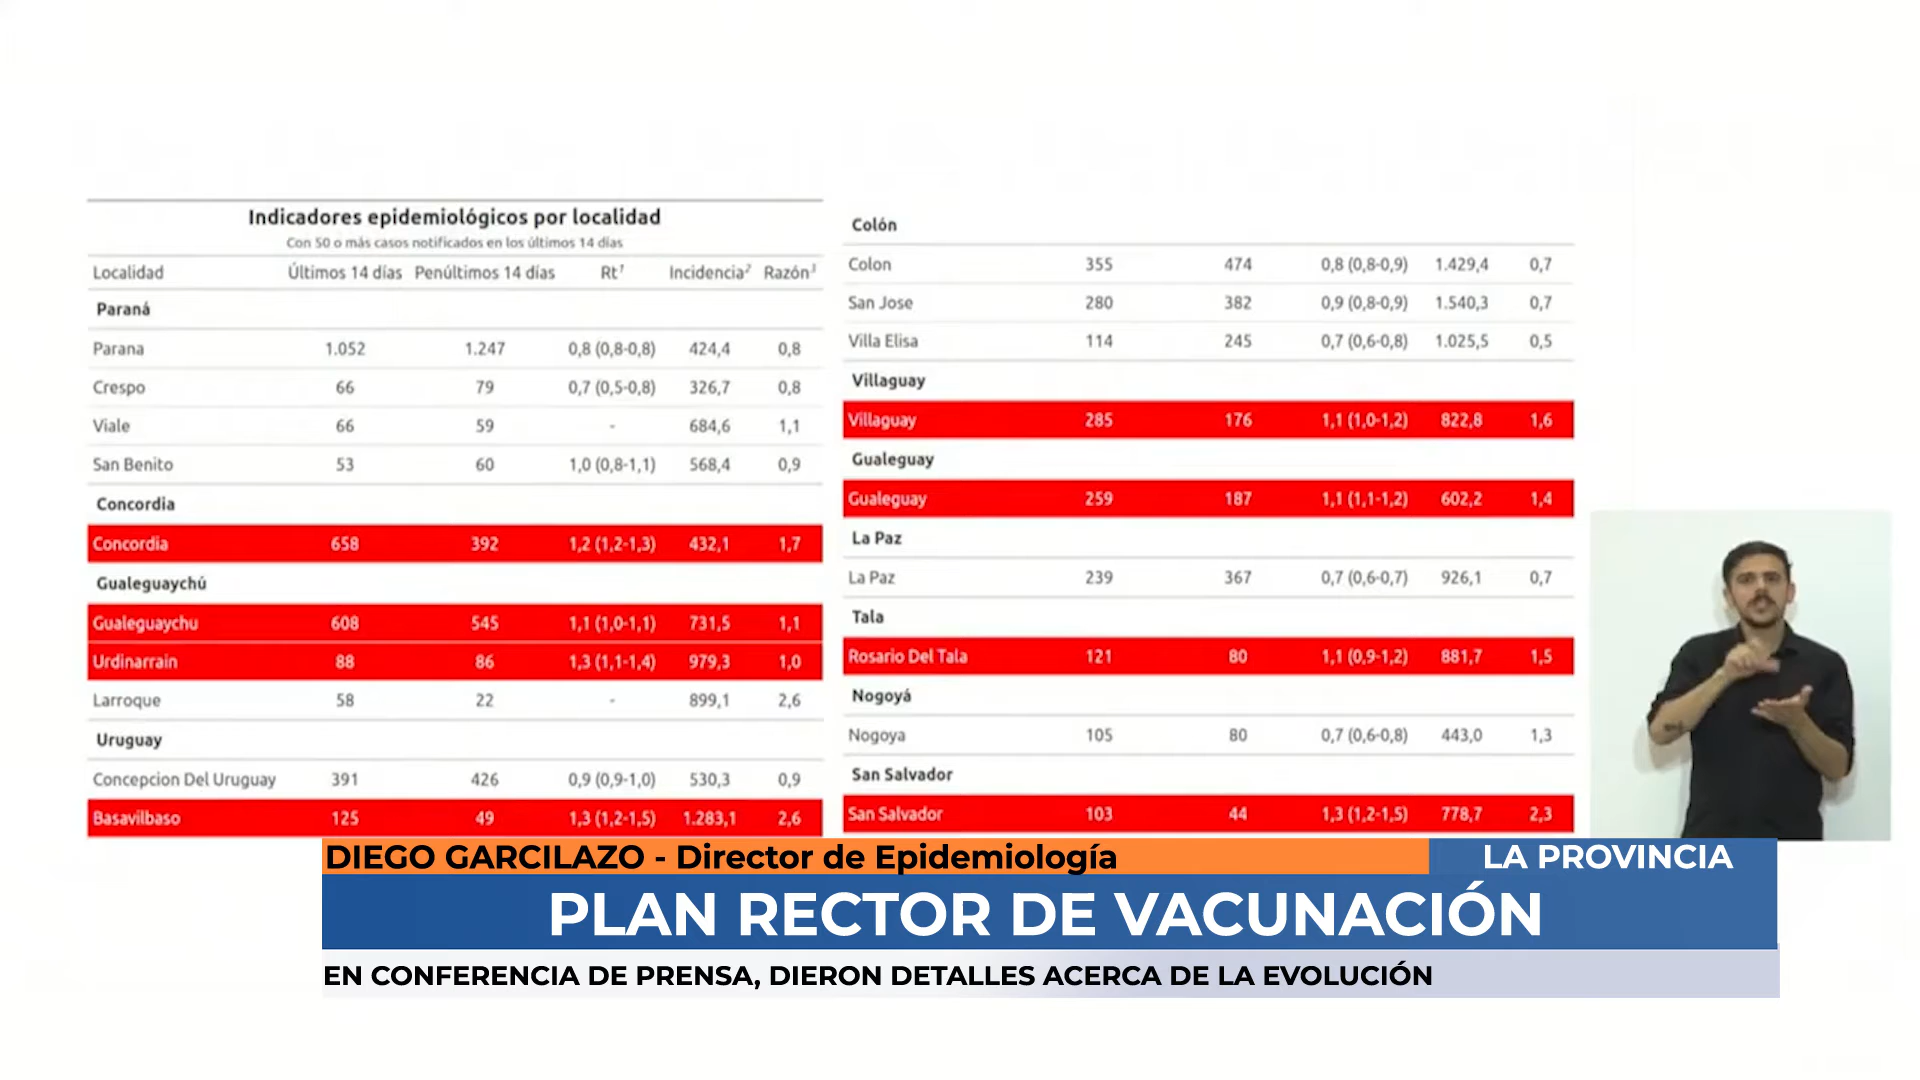 Indicadores epidemiológicos por localidad
Con 50 o más casos notificados en los últimos 14 días
Localidad Últimos 14 días Penúltimos 14 días Rt¹ Incidencia² Razón³
Paraná
Parana 1.052 1.247 0,8 (0,8-0,8) 424,4 0,8
Crespo 66 79 0,7 (0,5-0,8) 326,7 0,8
Viale 66 59 - 684,6 1,1
San Benito 53 60 1,0 (0,8-1,1) 568,4 0,9
Concordia
Concordia 658 392 1,2 (1,2-1,3) 432,1 1,7
Gualeguaychú
Gualeguaychu 608 545 1,1 (1,0-1,1) 731,5 1,1
Urdinarrain 88 86 1,3 (1,1-1,4) 979,3 1,0
Larroque 58 22 - 899,1 2,6
Uruguay
Concepcion Del Uruguay 391 426 0,9 (0,9-1,0) 530,3 0,9
Basavilbaso 125 49 1,3 (1,2-1,5) 1.283,1 2,6
Colón
Colon 355 474 0,8 (0,8-0,9) 1.429,4 0,7
San Jose 280 382 0,9 (0,8-0,9) 1.540,3 0,7
Villa Elisa 114 245 0,7 (0,6-0,8) 1.025,5 0,5
Villaguay
Villaguay 285 176 1,1 (1,0-1,2) 822,8 1,6
Gualeguay
Gualeguay 259 187 1,1 (1,1-1,2) 602,2 1,4
La Paz
La Paz 239 367 0,7 (0,6-0,7) 926,1 0,7
Tala
Rosario Del Tala 121 80 1,1 (0,9-1,2) 881,7 1,5
Nogoyá
Nogoya 105 80 0,7 (0,6-0,8) 443,0 1,3
San Salvador
San Salvador 103 44 1,3 (1,2-1,5) 778,7 2,3
DIEGO GARCILAZO - Director de Epidemiología
LA PROVINCIA
PLAN RECTOR DE VACUNACIÓN
EN CONFERENCIA DE PRENSA, DIERON DETALLES ACERCA DE LA EVOLUCIÓN